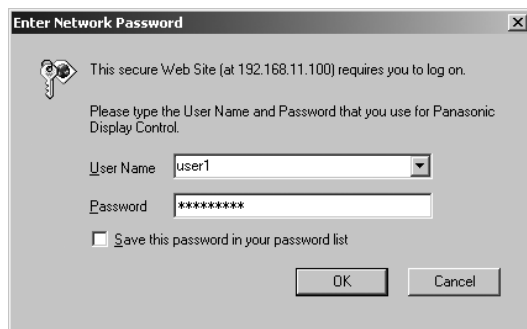 Enter Network Password
This secure Web Site (at 192.168.11.100) requires you to log on.
Please type the User Name and Password that you use for Panasonic
Display Control.
User Name user1
Password *********
Save this password in your password list
OK Cancel